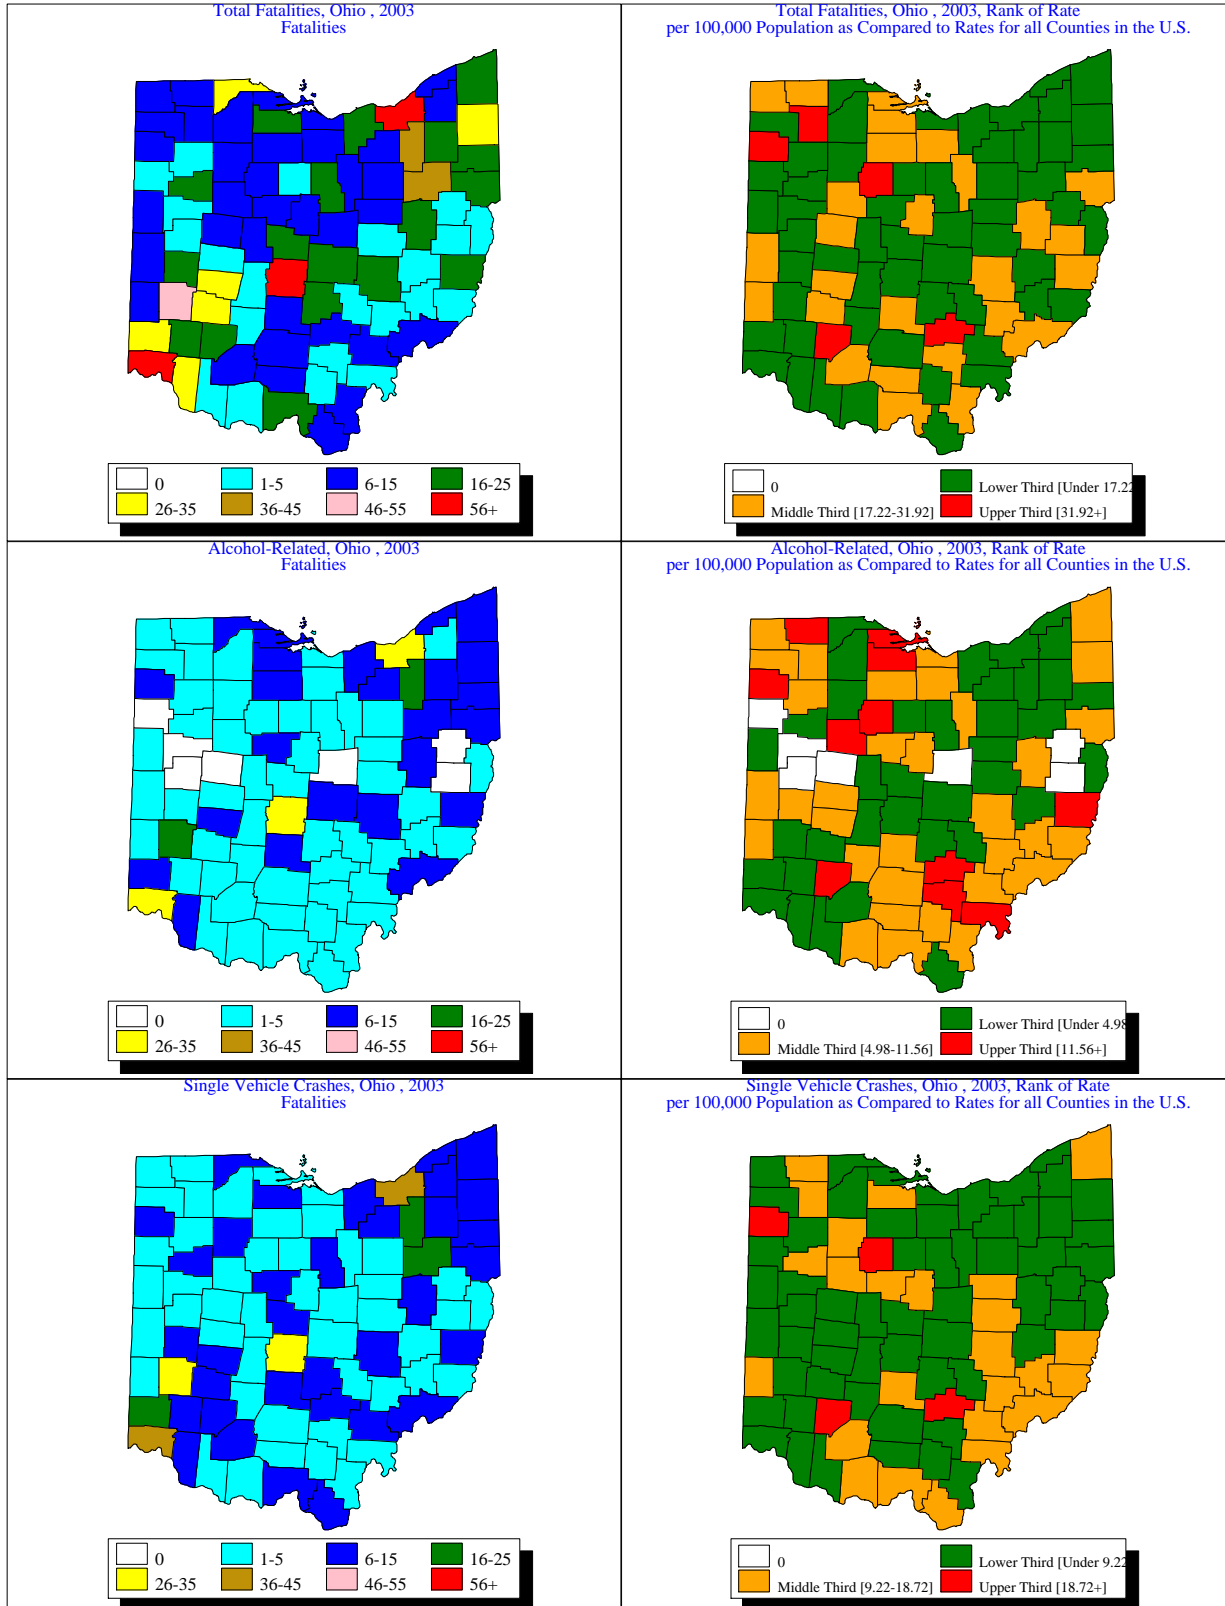 Total Fatalities, Ohio , 2003
Fatalities
0
1-5
6-15
16-25
26-35
36-45
46-55
56+
Total Fatalities, Ohio , 2003, Rank of Rate
per 100,000 Population as Compared to Rates for all Counties in the U.S.
0
Lower Third [Under 17.22
Middle Third [17.22-31.92]
Upper Third [31.92+]
Alcohol-Related, Ohio , 2003
Fatalities
0
1-5
6-15
16-25
26-35
36-45
46-55
56+
Alcohol-Related, Ohio , 2003, Rank of Rate
per 100,000 Population as Compared to Rates for all Counties in the U.S.
0
Lower Third [Under 4.98
Middle Third [4.98-11.56]
Upper Third [11.56+]
Single Vehicle Crashes, Ohio , 2003
Fatalities
0
1-5
6-15
16-25
26-35
36-45
46-55
56+
Single Vehicle Crashes, Ohio , 2003, Rank of Rate
per 100,000 Population as Compared to Rates for all Counties in the U.S.
0
Lower Third [Under 9.22
Middle Third [9.22-18.72]
Upper Third [18.72+]